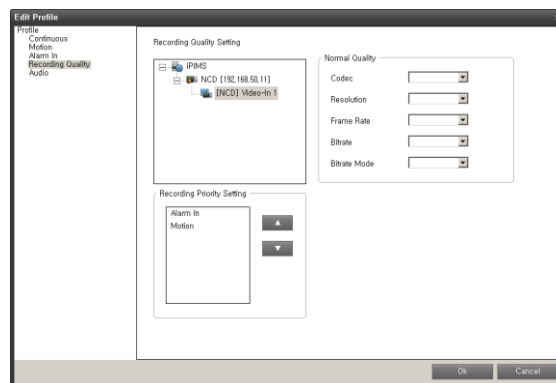 Edit Profile
Profile
Continuous
Motion
Alarm In
Recording Quality
Audio
Recording Quality Setting
iPIMS
NCD [192,168,50,11]
[NCD] Video-In 1
Normal Quality
Codec
Resolution
Frame Rate
Bitrate
Bitrate Mode
Recording Priority Setting
Alarm In
Motion
Ok
Cancel